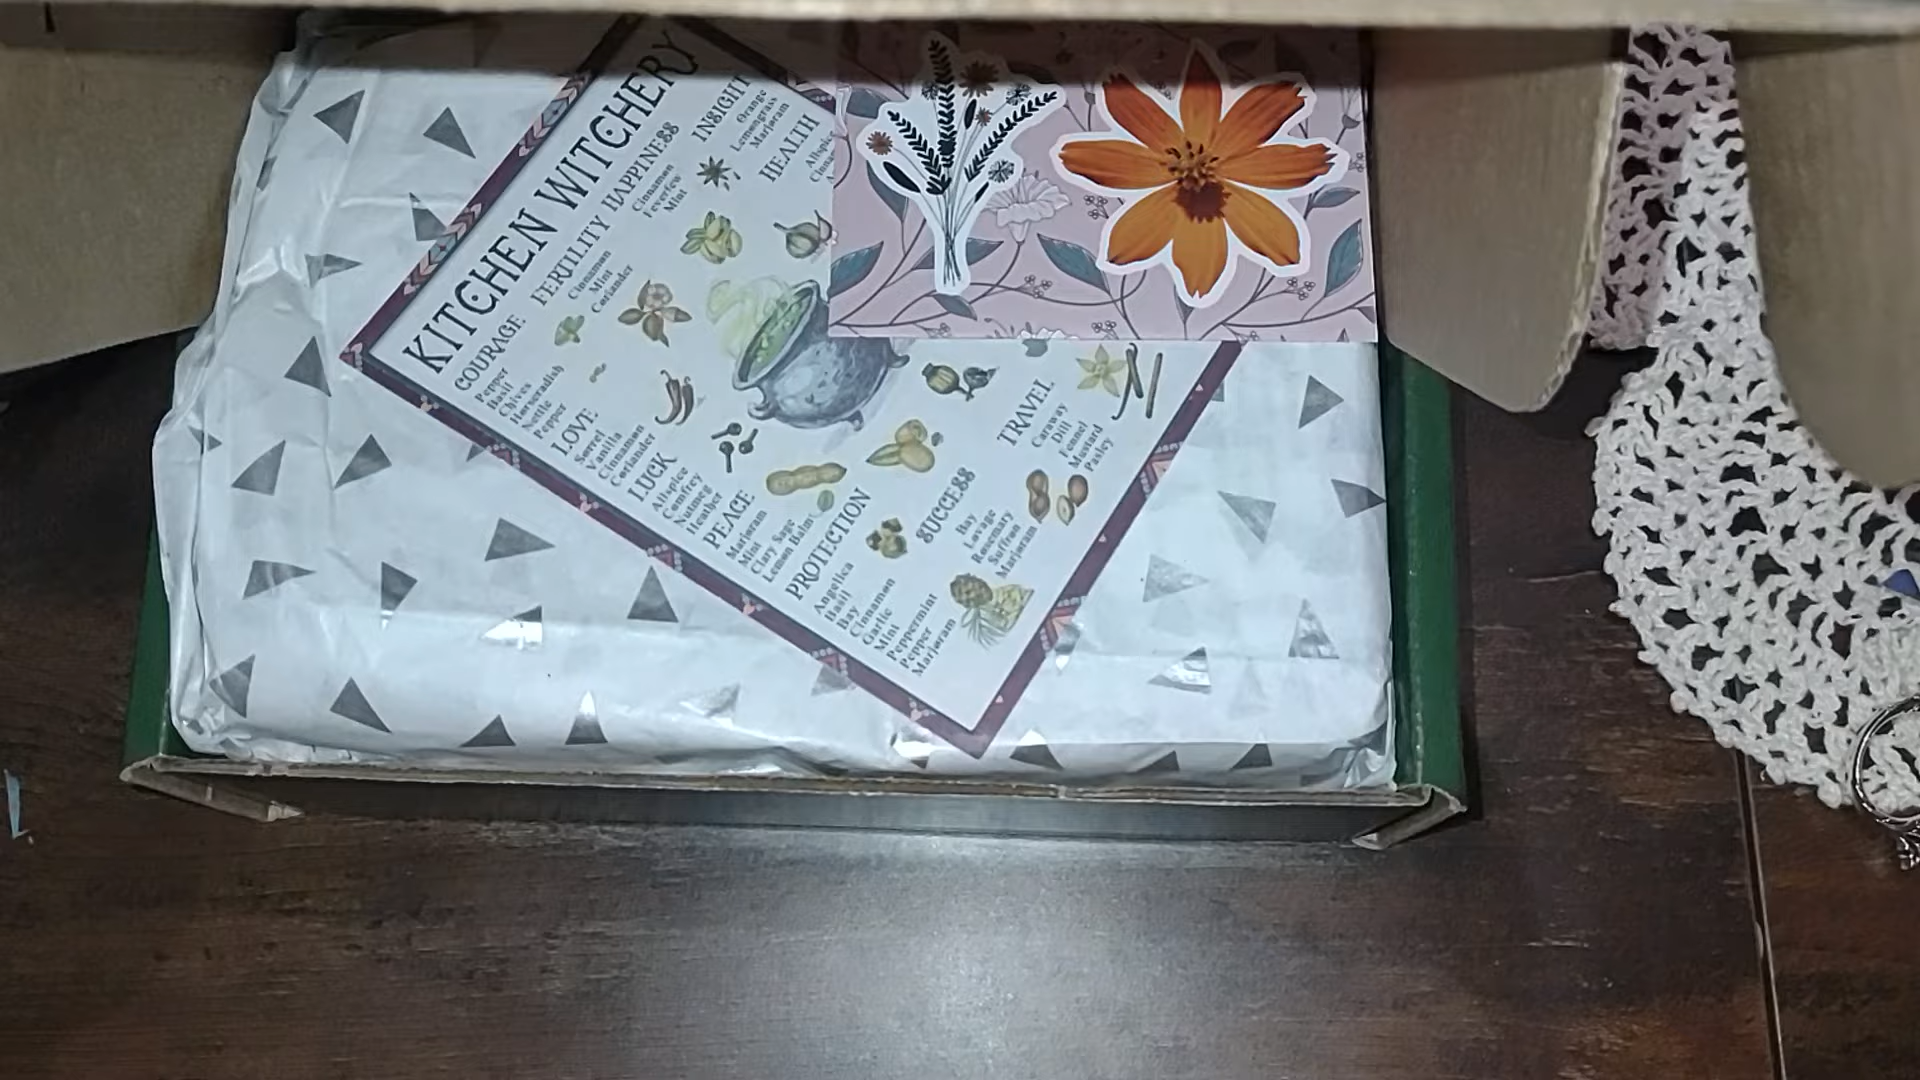 KITCHEN WITCHERY
COURAGE
Pepper
Basil
Chives
Horseradish
Nettle
Pepper
FERTILITY
Cinnamon
Mint
Coriander
HAPPINESS
Cinnamon
Feverfew
Mint
INSIGHT
Orange
Lemongrass
Marjoram
HEALTH
LOVE
Sorrel
Vanilla
Cinnamon
Coriander
LUCK
Allspice
Comfrey
Nutmeg
Heather
PEACE
Marjoram
Mint
Clary Sage
Lemon Balm
PROTECTION
Angelica
Basil
Bay
Cinnamon
Garlic
Mint
Peppermint
Pepper
Marjoram
SUCCESS
Bay
Lovage
Rosemary
Saffron
Marjoram
TRAVEL
Caraway
Dill
Fennel
Mustard
Pasley